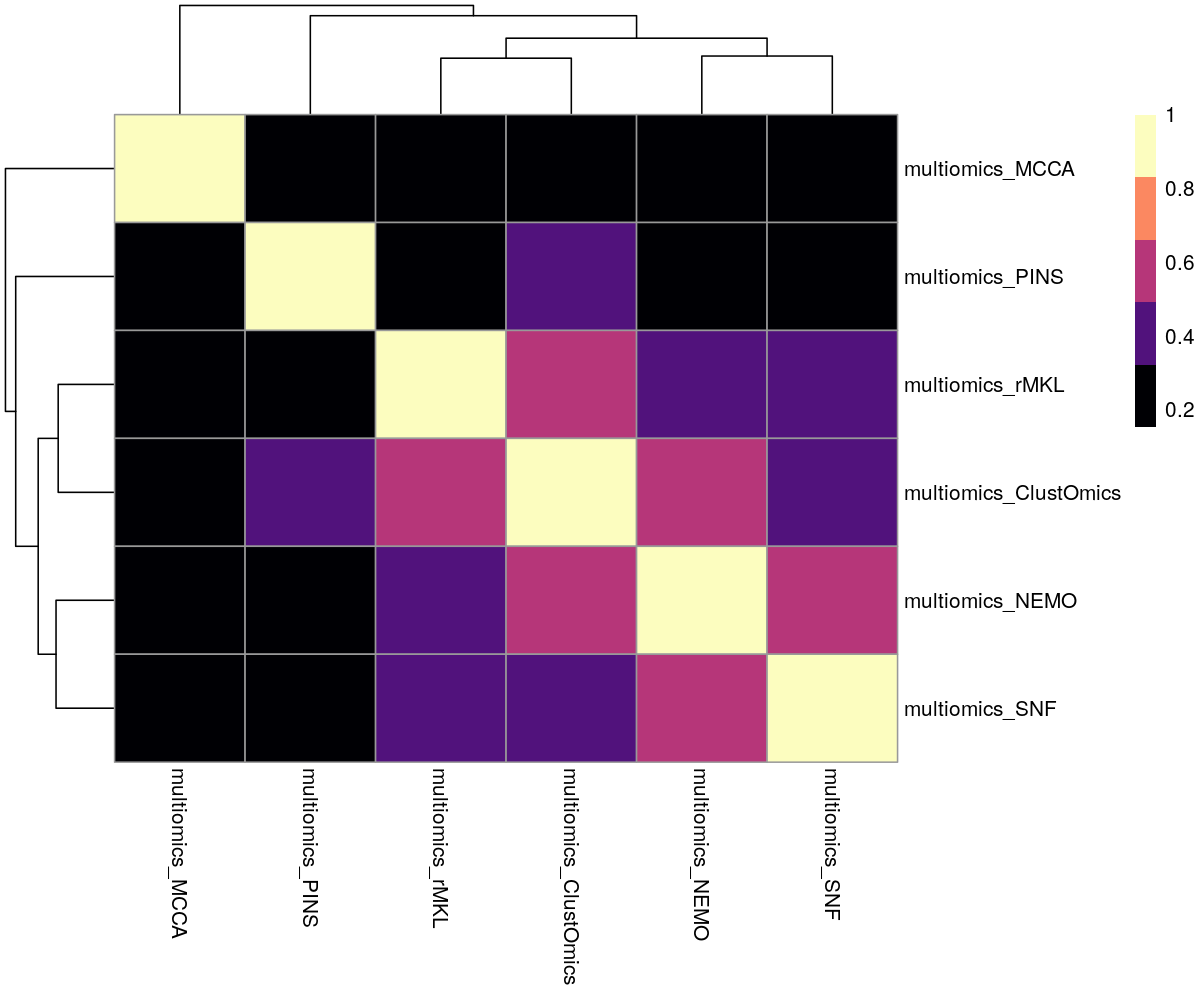 1
0.8
0.6
0.4
0.2
multiomics_MCCA
multiomics_PINS
multiomics_rMKL
multiomics_ClustOmics
multiomics_NEMO
multiomics_SNF
multiomics_MCCA
multiomics_PINS
multiomics_rMKL
multiomics_ClustOmics
multiomics_NEMO
multiomics_SNF